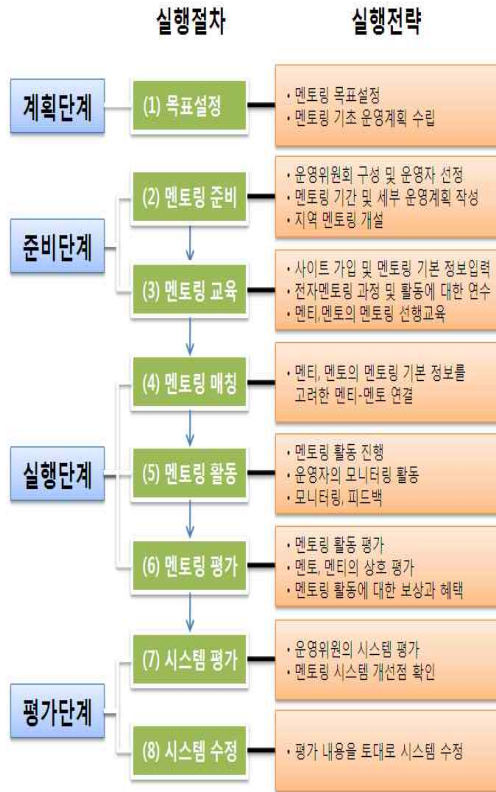 실행절차 실행전략
계획단계
(1) 목표설정
• 멘토링 목표설정
• 멘토링 기초 운영계획 수립
준비단계
(2) 멘토링 준비
• 운영위원회 구성 및 운영자 선정
• 멘토링 기간 및 세부 운영계획 작성
• 지역 멘토링 개설
(3) 멘토링 교육
• 사이트 가입 및 멘토링 기본 정보입력
• 전자멘토링 과정 및 활동에 대한 연수
• 멘티,멘토의 멘토링 선행교육
실행단계
(4) 멘토링 매칭
• 멘티, 멘토의 멘토링 기본 정보를
고려한 멘티-멘토 연결
(5) 멘토링 활동
• 멘토링 활동 진행
• 운영자의 모니터링 활동
• 모니터링, 피드백
(6) 멘토링 평가
• 멘토링 활동 평가
• 멘토, 멘티의 상호 평가
• 멘토링 활동에 대한 보상과 혜택
평가단계
(7) 시스템 평가
• 운영위원의 시스템 평가
• 멘토링 시스템 개선점 확인
(8) 시스템 수정
• 평가 내용을 토대로 시스템 수정